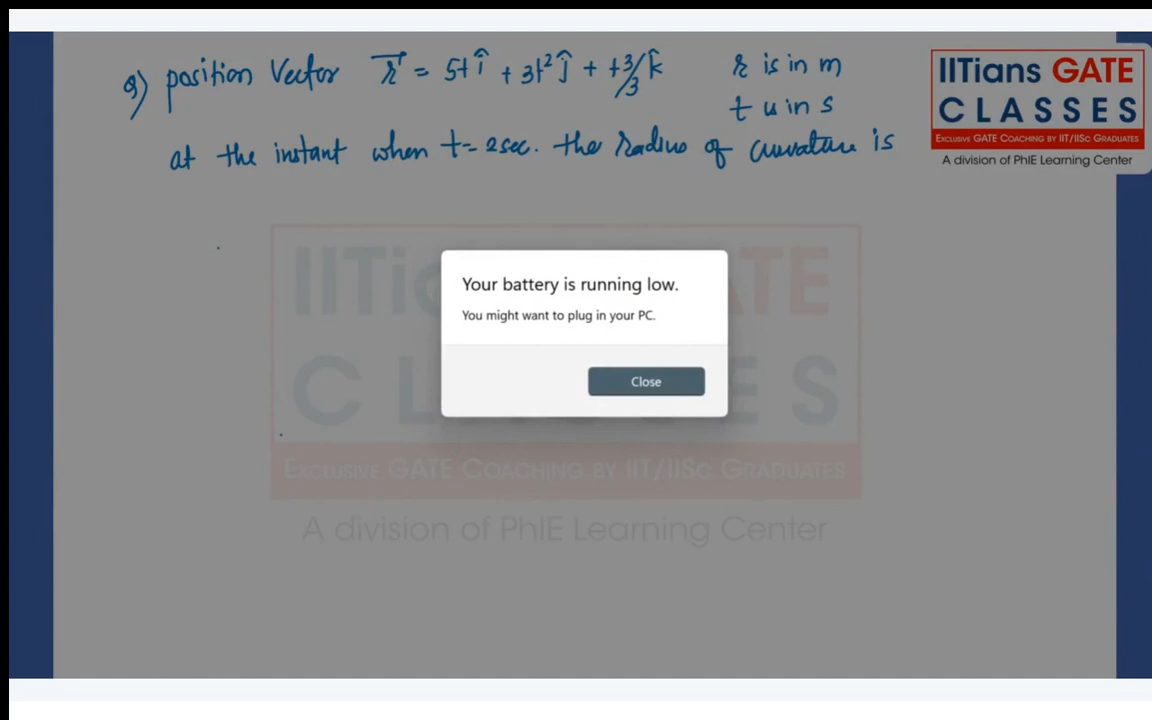 Q) position Vector r⃗ = 5t î + 3t² ĵ + t³/3 k̂ r is in m
t is in s
at the instant when t= 2 sec. the radius of curvature is
IITians GATE
CLASSES
EXCLUSIVE GATE COACHING BY IIT/IISC GRADUATES
A division of PhIE Learning Center
IITians GATE
CLASSES
Your battery is running low.
You might want to plug in your PC.
Close
EXCLUSIVE GATE COACHING BY IIT/IISC GRADUATES
A division of PhIE Learning Center